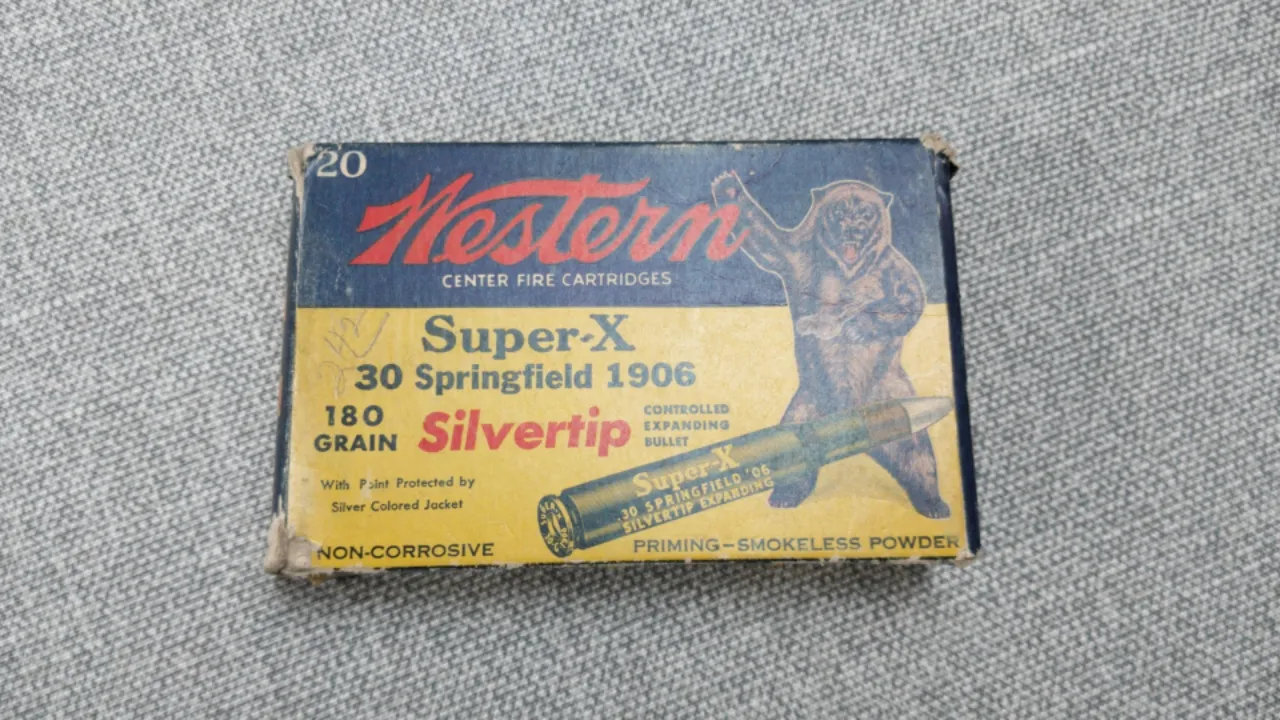 20
Western
CENTER FIRE CARTRIDGES
242
Super-X
30 Springfield 1906
180
GRAIN
Silvertip
CONTROLLED
EXPANDING
BULLET
With Point Protected by
Silver Colored Jacket
Super-X
.30 SPRINGFIELD '06
SILVERTIP EXPANDING
NON-CORROSIVE
PRIMING-SMOKELESS POWDER